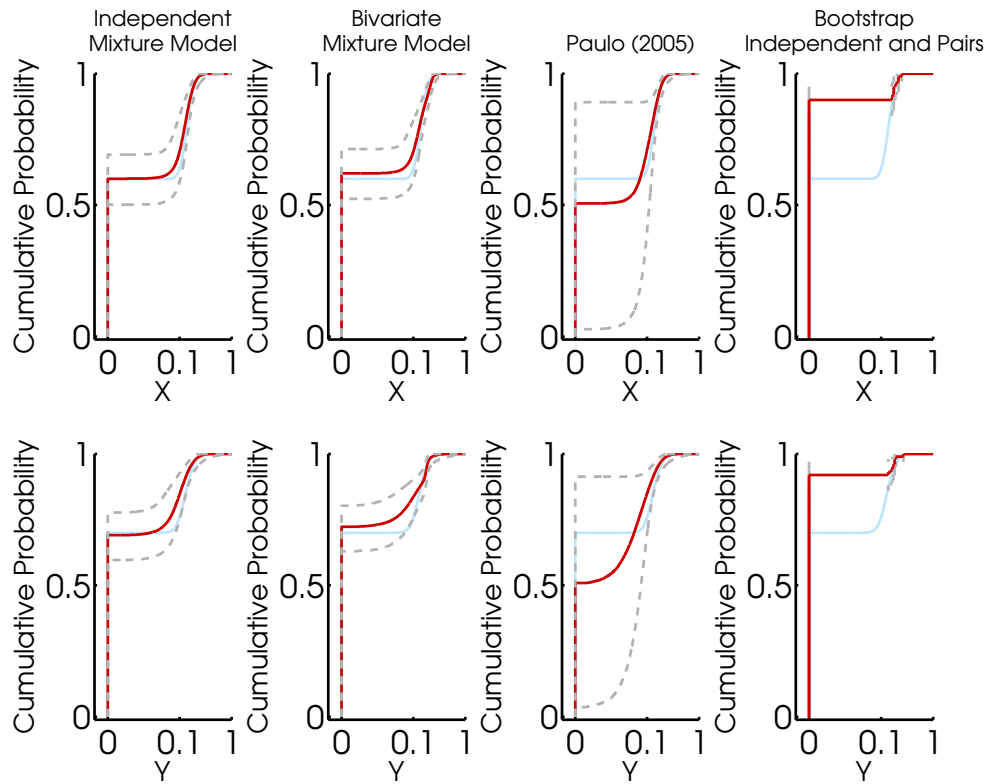 Independent
Mixture Model
Bivariate
Mixture Model
Paulo (2005)
Bootstrap
Independent and Pairs
Cumulative Probability
1
0.5
0
0 0.1 1
X
Cumulative Probability
1
0.5
0
0 0.1 1
X
Cumulative Probability
1
0.5
0
0 0.1 1
X
Cumulative Probability
1
0.5
0
0 0.1 1
X
Cumulative Probability
1
0.5
0
0 0.1 1
Y
Cumulative Probability
1
0.5
0
0 0.1 1
Y
Cumulative Probability
1
0.5
0
0 0.1 1
Y
Cumulative Probability
1
0.5
0
0 0.1 1
Y